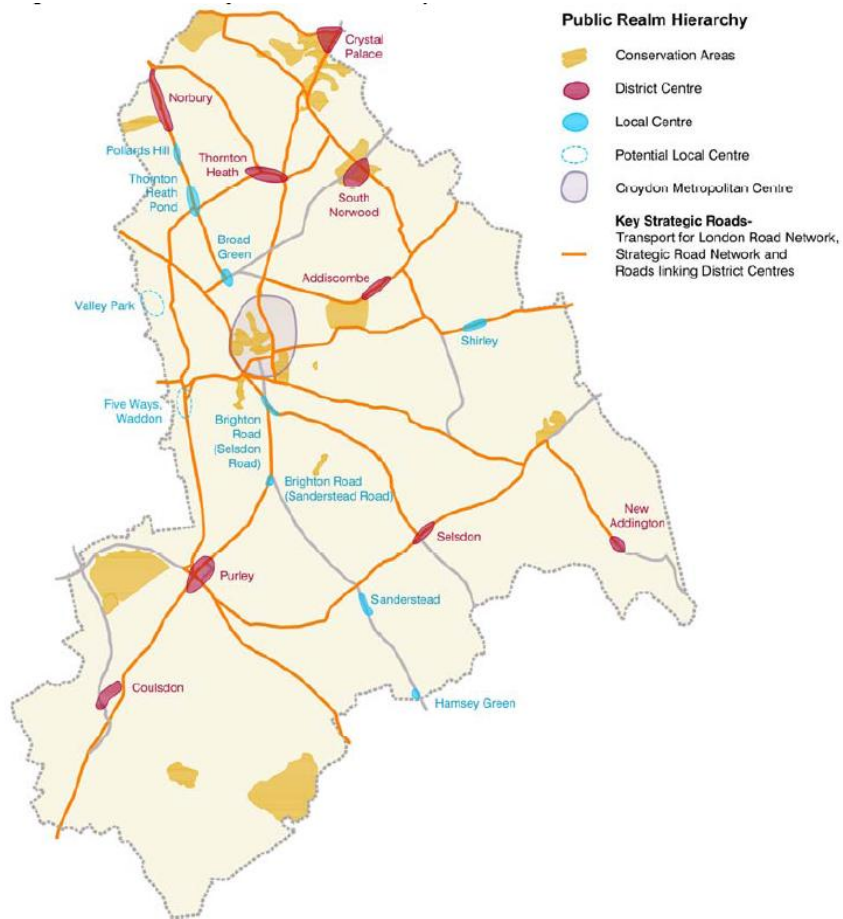 Public Realm Hierarchy
Conservation Areas
District Centre
Local Centre
Potential Local Centre
Croydon Metropolitan Centre
Key Strategic Roads-
Transport for London Road Network,
Strategic Road Network and
Roads linking District Centres
Crystal
Palace
Norbury
Pollards Hill
Thornton
Heath
Thornton
Heath
Pond
South
Norwood
Broad
Green
Addiscombe
Valley Park
Shirley
Five Ways,
Waddon
Brighton
Road
(Selsdon
Road)
Brighton Road
(Sanderstead Road)
New
Addington
Selsdon
Purley
Sanderstead
Coulsdon
Hamsey Green